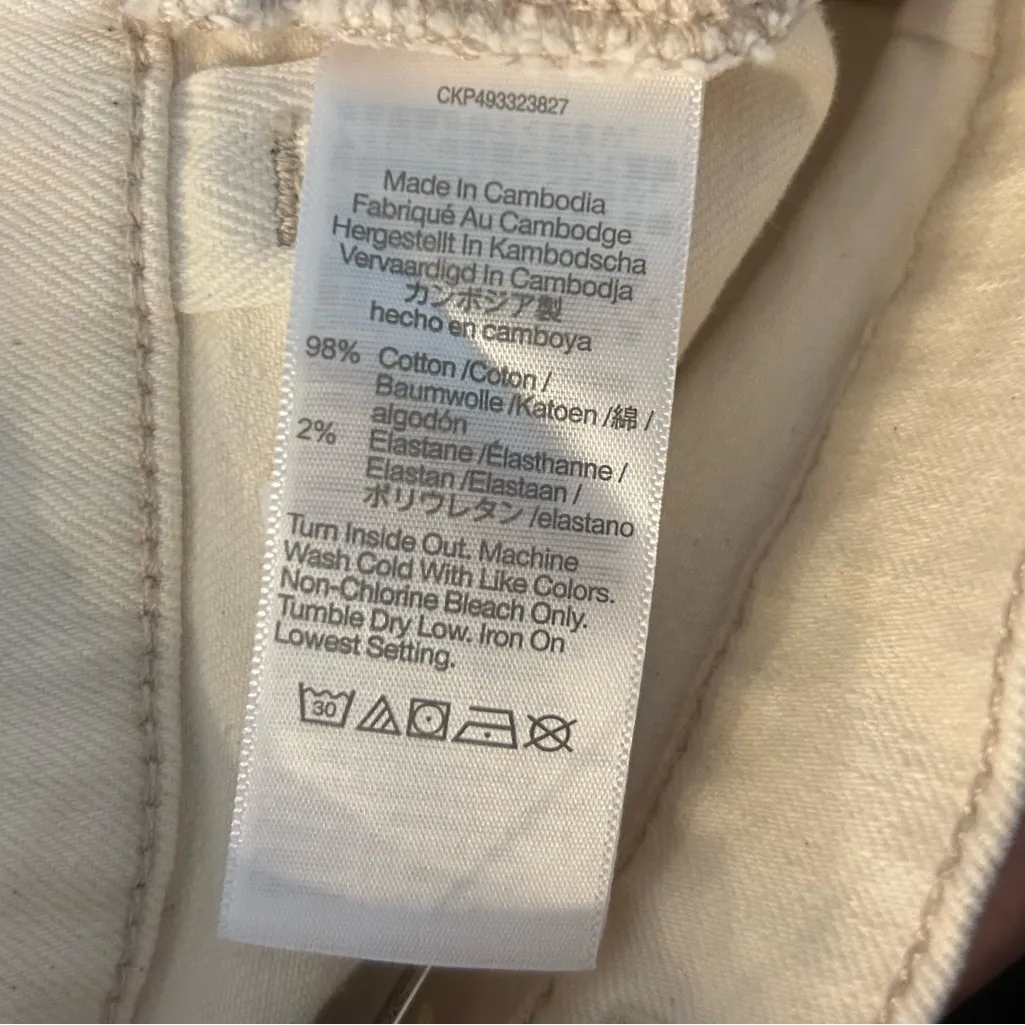 CKP493323827
Made In Cambodia
Fabriqué Au Cambodge
Hergestellt In Kambodscha
Vervaardigd In Cambodja
カンボジア製
hecho en camboya
98% Cotton /Coton /
Baumwolle /Katoen /綿 /
algodón
2% Elastane /Élasthanne /
Elastan /Elastaan /
ポリウレタン /elastano
Turn Inside Out. Machine
Wash Cold With Like Colors.
Non-Chlorine Bleach Only.
Tumble Dry Low. Iron On
Lowest Setting.
30